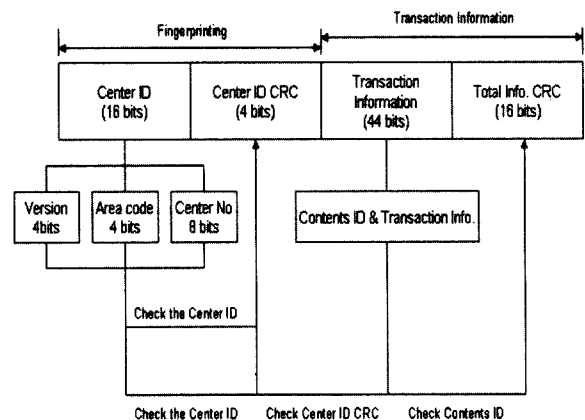 Fingerprinting
Transaction Information
Center ID
(16 bits)
Center ID CRC
(4 bits)
Transaction
Information
(44 bits)
Total Info. CRC
(16 bits)
Version
4bits
Area code
4 bits
Center No
8 bits
Contents ID & Transaction Info.
Check the Center ID
Check the Center ID
Check Center ID CRC
Check Contents ID